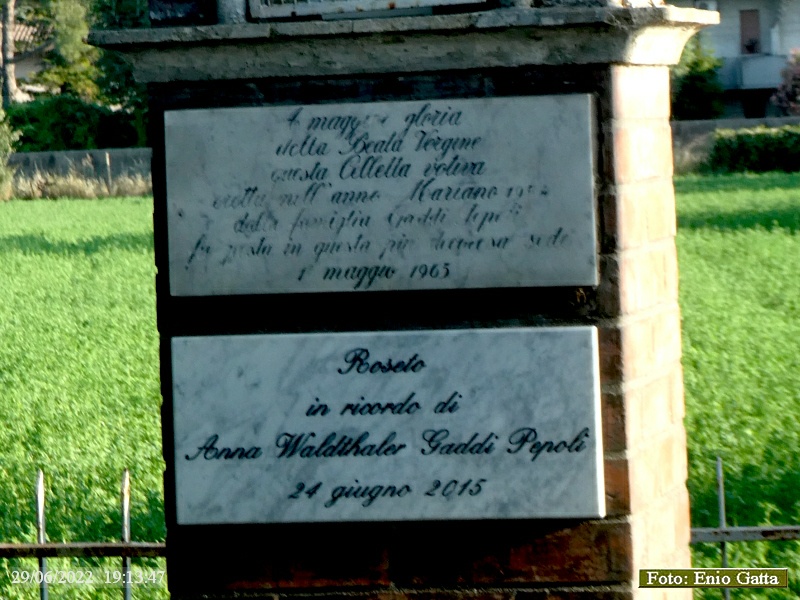 A maggior gloria
della Beata Vergine
questa Celletta votiva
eretta nell'anno Mariano 1954
dalla famiglia Gaddi Pepoli
fu posta in questa più decorosa sede
1° maggio 1965
Roseto
in ricordo di
Anna Waldthaler Gaddi Pepoli
24 giugno 2015
29/06/2022 19:13:47
Foto: Enio Gatta